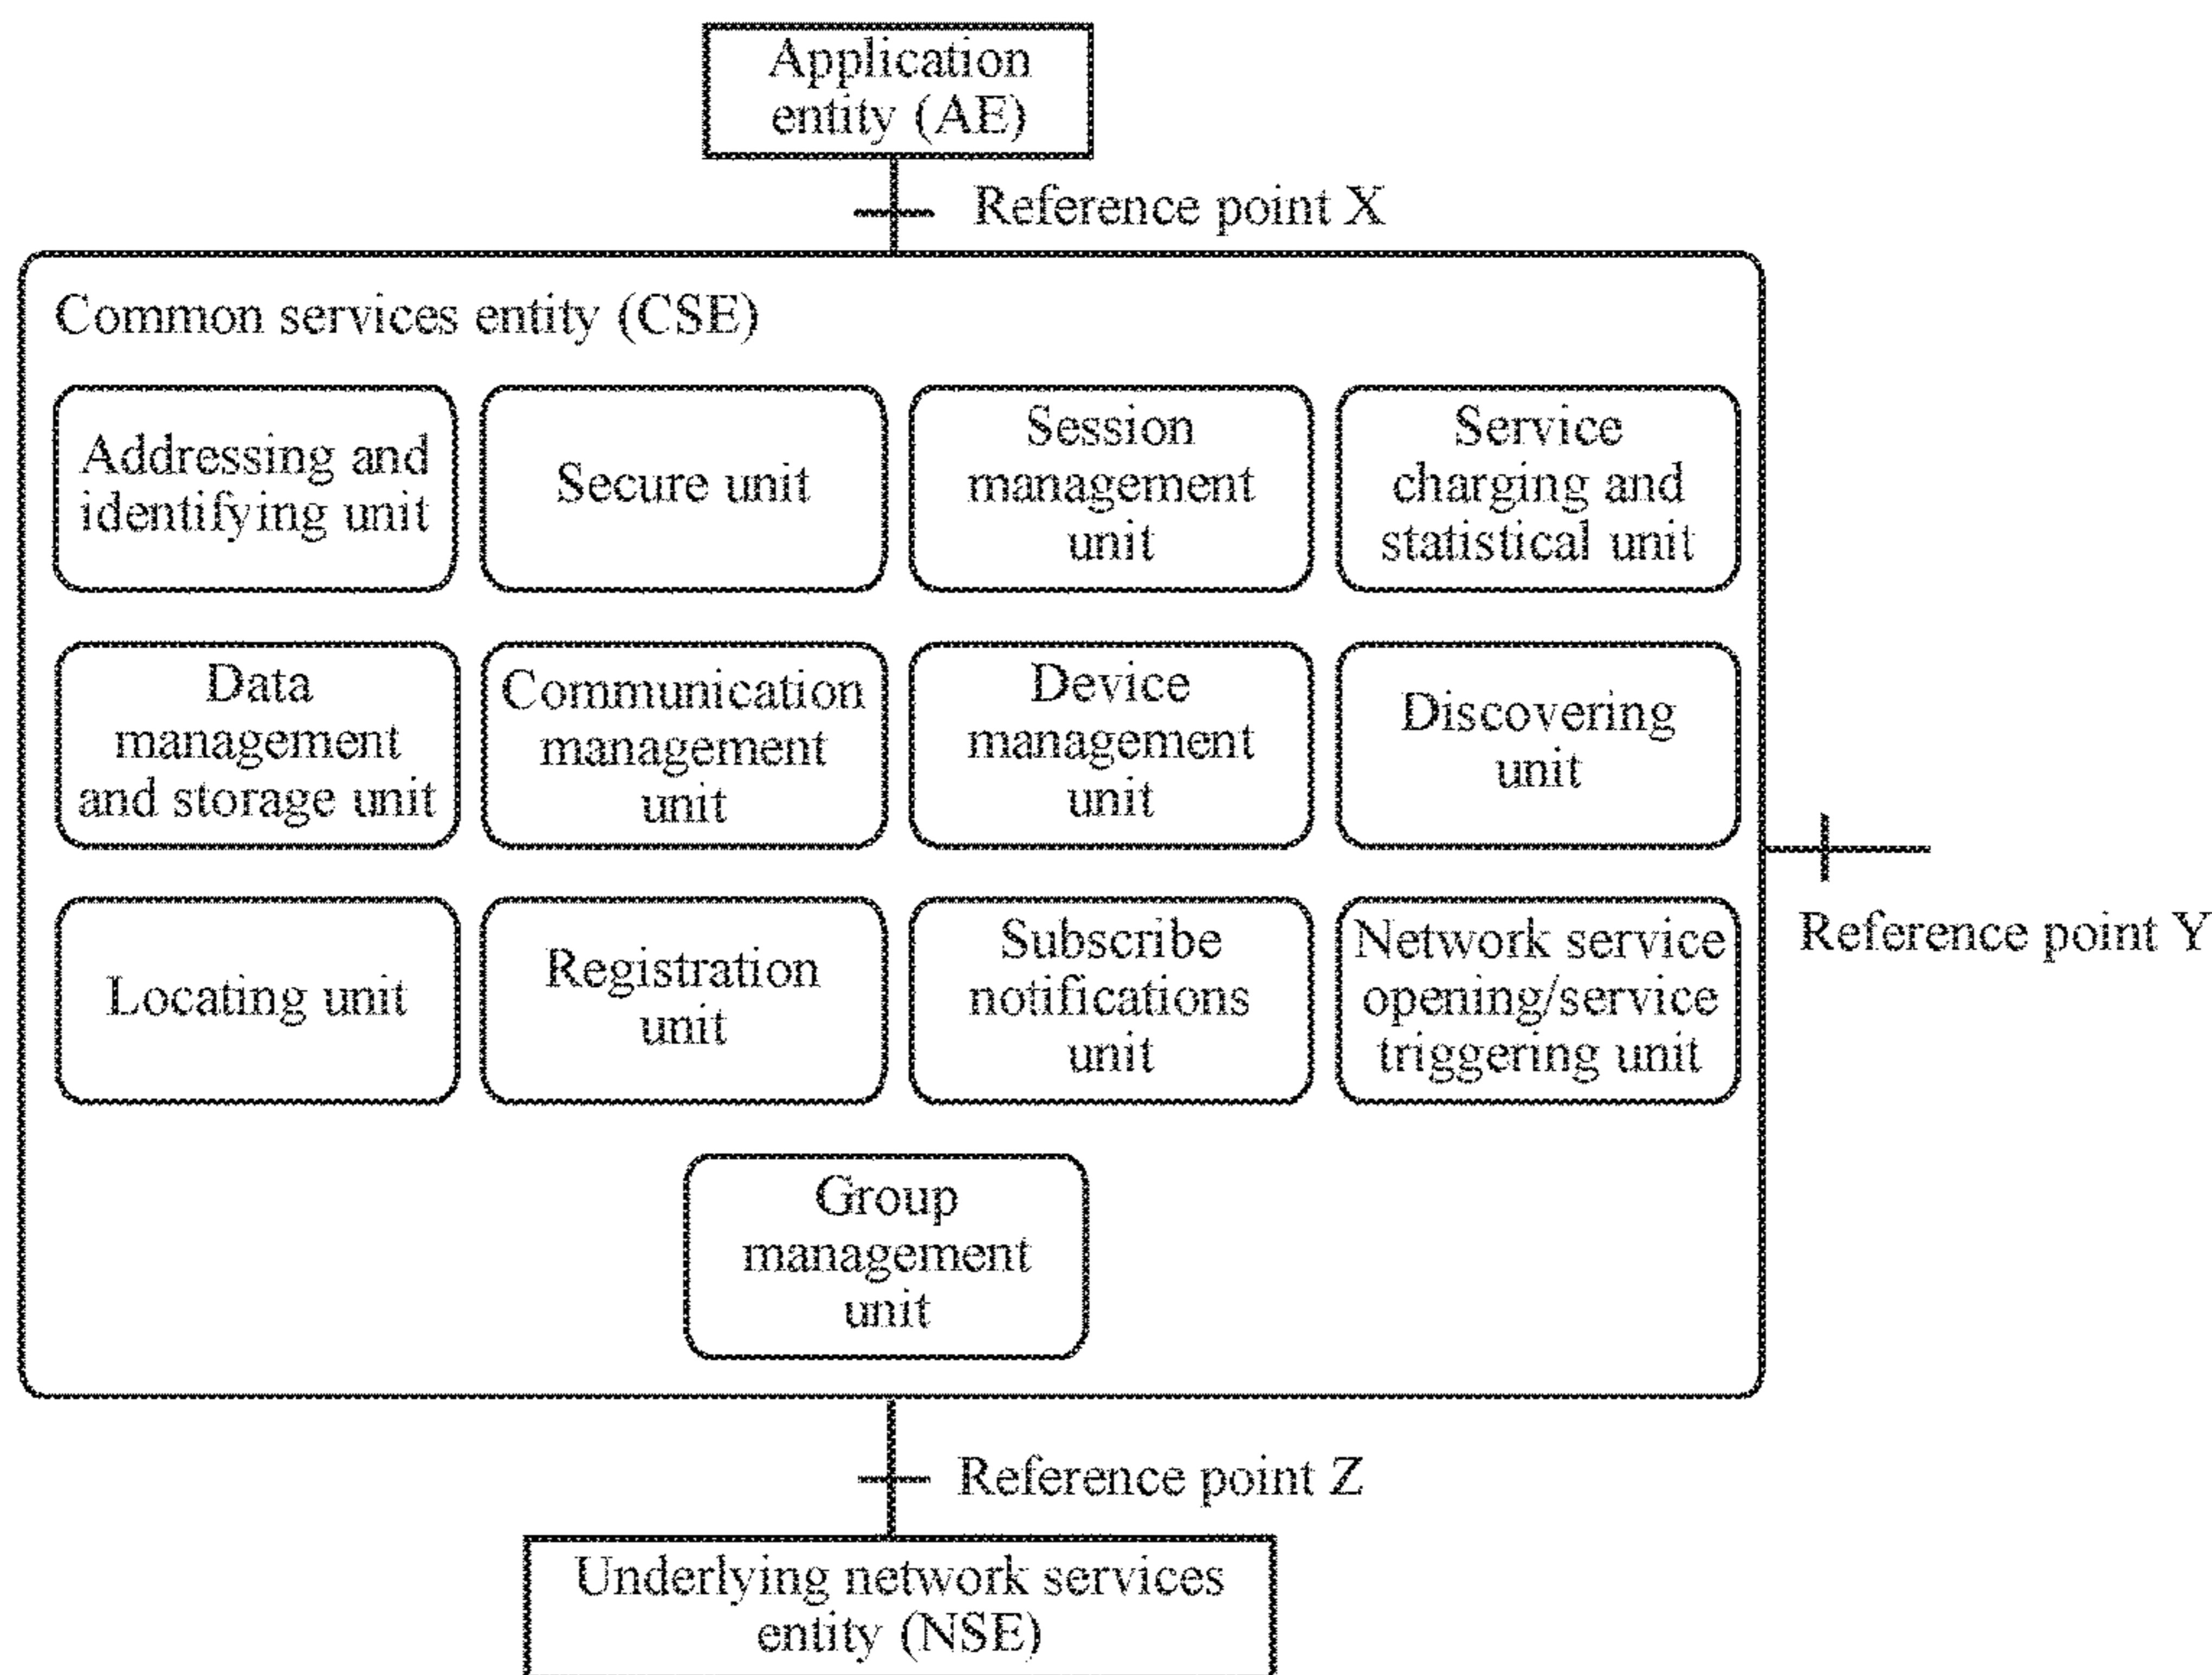 Application
entity (AE)
Reference point X
Common services entity (CSE)
Addressing and
identifying unit
Secure unit
Session
management
unit
Service
charging and
statistical unit
Data
management
and storage unit
Communication
management
unit
Device
management
unit
Discovering
unit
Locating unit
Registration
unit
Subscribe
notifications
unit
Network service
opening/service
triggering unit
Reference point Y
Group
management
unit
Reference point Z
Underlying network services
entity (NSE)